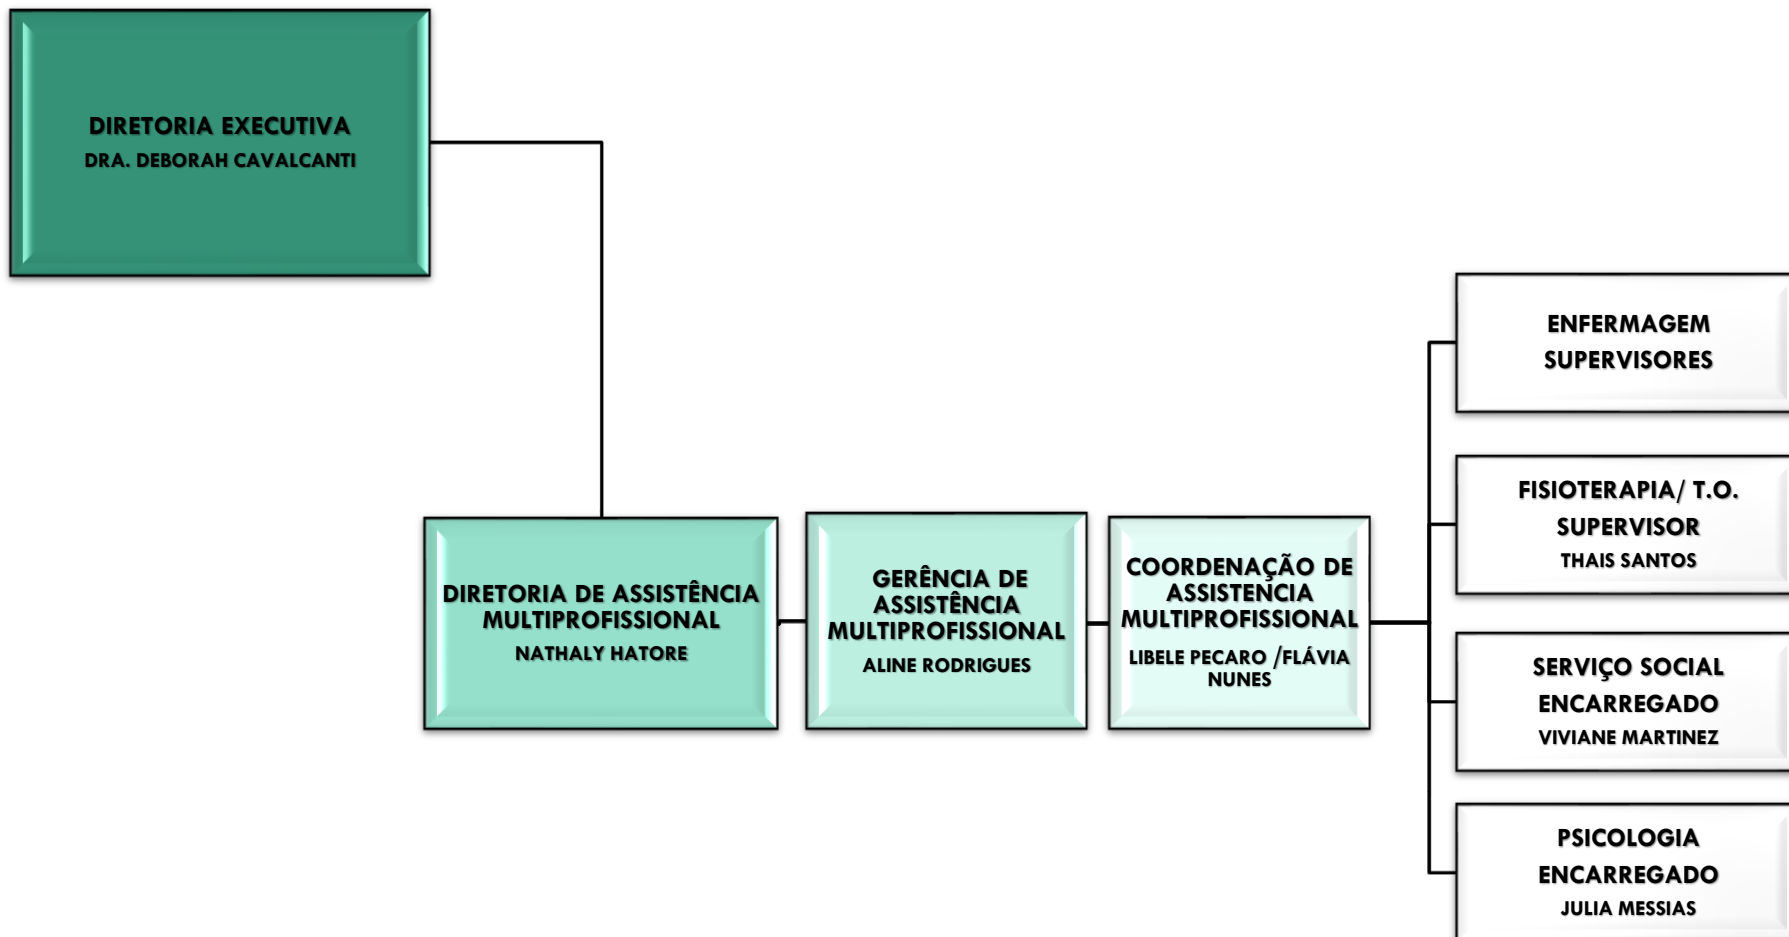 DIRETORIA EXECUTIVA
DRA. DEBORAH CAVALCANTI
DIRETORIA DE ASSISTÊNCIA
MULTIPROFISSIONAL
NATHALY HATORE
GERÊNCIA DE
ASSISTÊNCIA
MULTIPROFISSIONAL
ALINE RODRIGUES
COORDENAÇÃO DE
ASSISTENCIA
MULTIPROFISSIONAL
LIBELE PECARO /FLÁVIA
NUNES
ENFERMAGEM
SUPERVISORES
FISIOTERAPIA/ T.O.
SUPERVISOR
THAIS SANTOS
SERVIÇO SOCIAL
ENCARREGADO
VIVIANE MARTINEZ
PSICOLOGIA
ENCARREGADO
JULIA MESSIAS